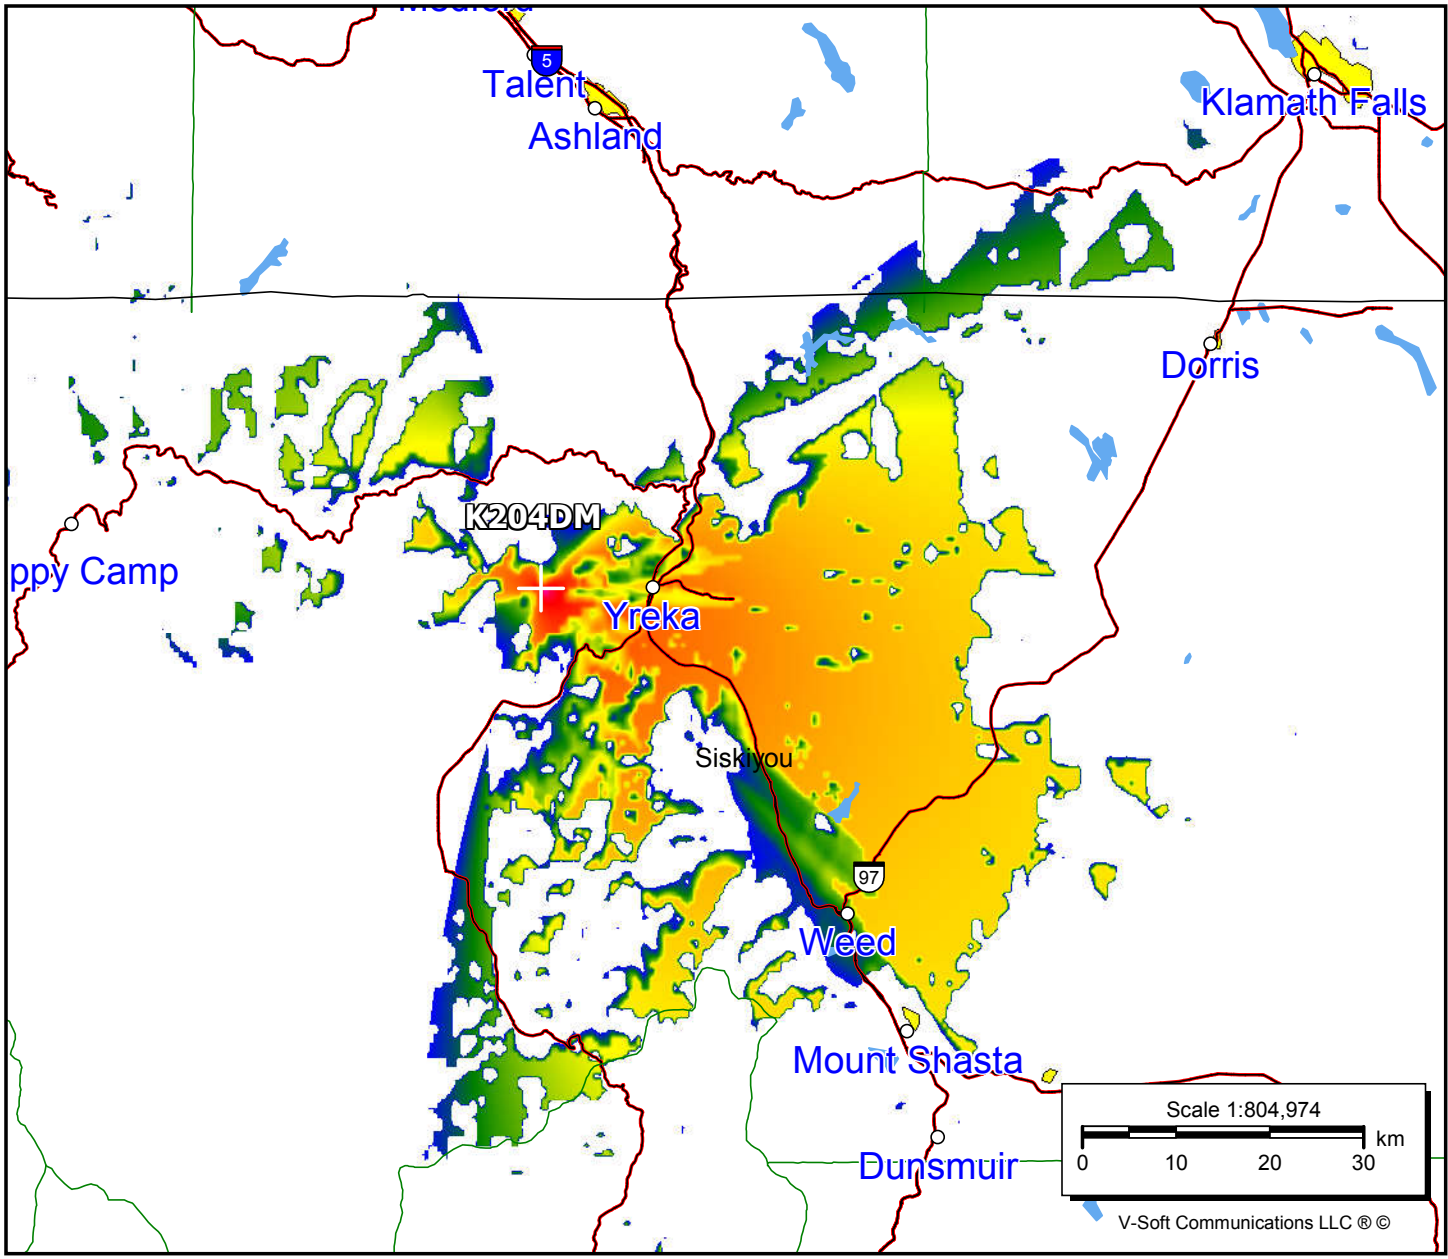 Medford
5
Talent
Ashland
Klamath Falls
Dorris
K204DM
ppy Camp
Yreka
Siskiyou
97
Weed
Mount Shasta
Dunsmuir
Scale 1:804,974
km
0 10 20 30
V-Soft Communications LLC ® ©